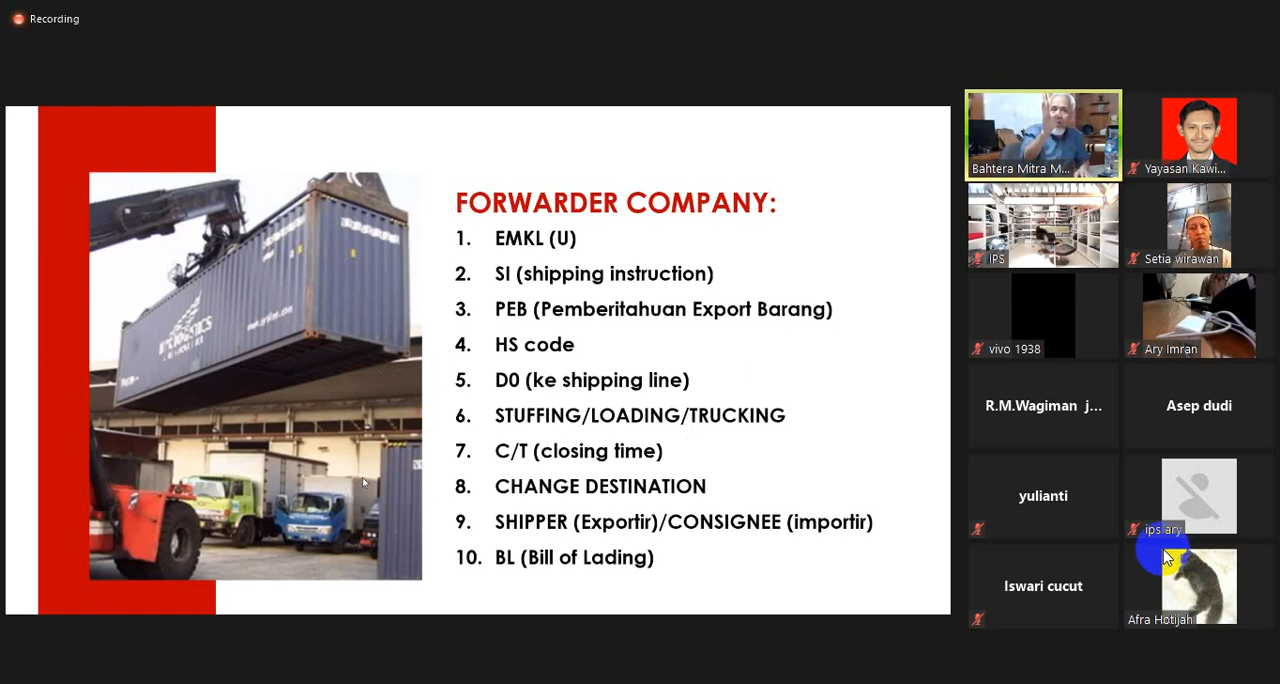 Recording
FORWARDER COMPANY:
1. EMKL (U)
2. SI (shipping instruction)
3. PEB (Pemberitahuan Export Barang)
4. HS code
5. D0 (ke shipping line)
6. STUFFING/LOADING/TRUCKING
7. C/T (closing time)
8. CHANGE DESTINATION
9. SHIPPER (Exportir)/CONSIGNEE (importir)
10. BL (Bill of Lading)
Bahtera Mitra M...
Yayasan Kawi...
IPS
Setia wirawan
vivo 1938
Ary Imran
R.M.Wagiman j...
Asep dudi
yulianti
ips.ary
Iswari cucut
Afra Hotijah